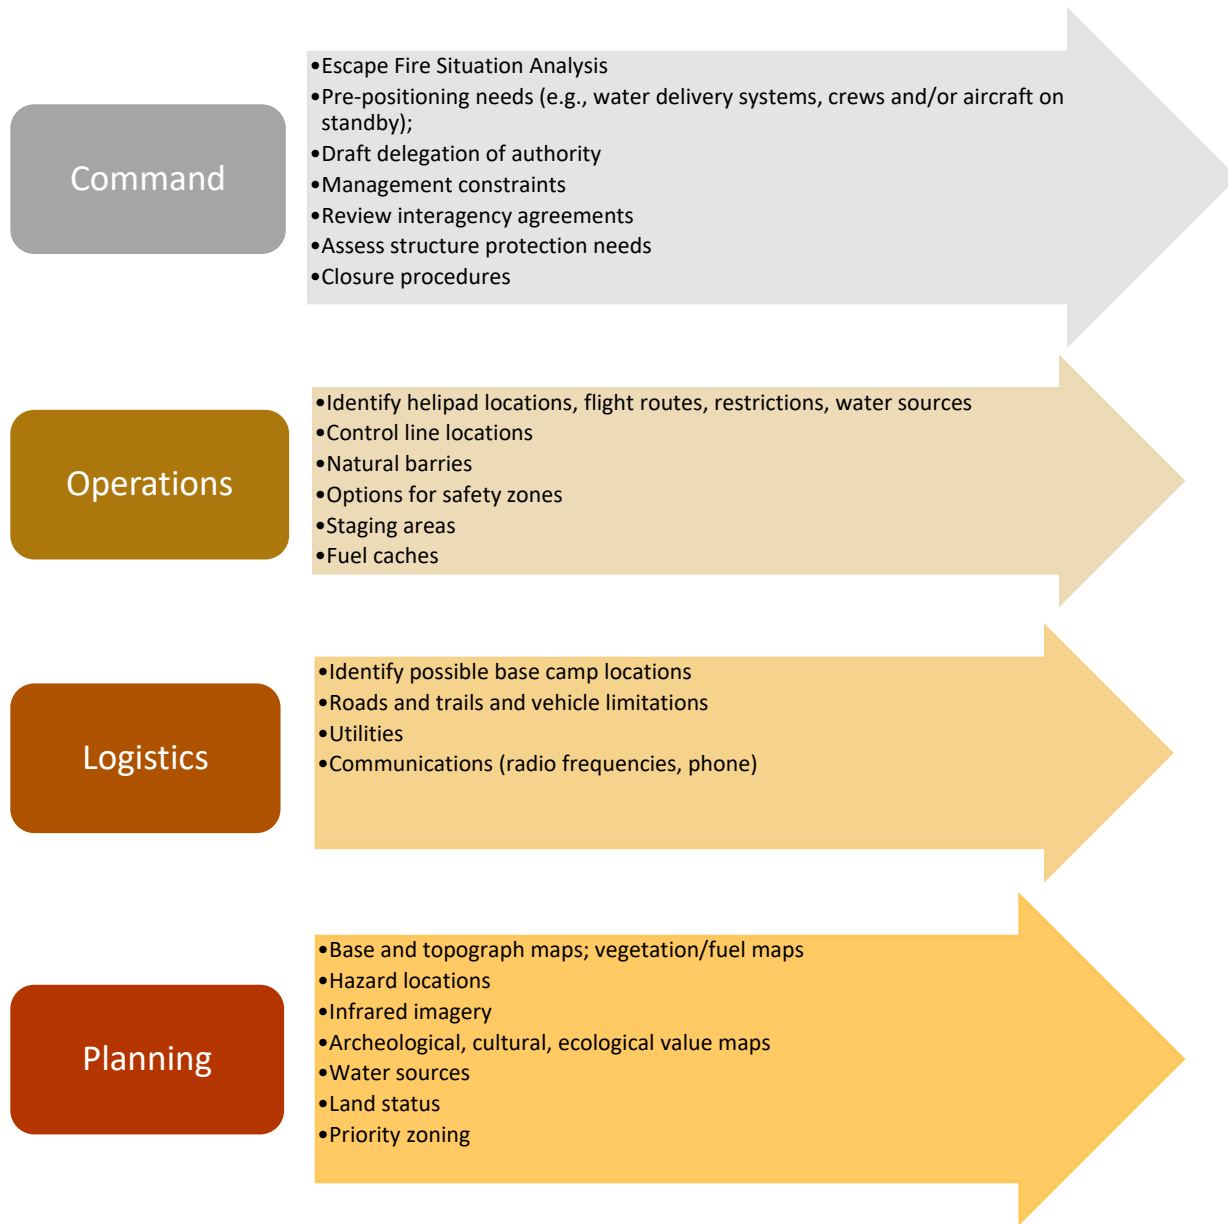 Command
•Escape Fire Situation Analysis
•Pre-positioning needs (e.g., water delivery systems, crews and/or aircraft on
standby);
•Draft delegation of authority
•Management constraints
•Review interagency agreements
•Assess structure protection needs
•Closure procedures
Operations
•Identify helipad locations, flight routes, restrictions, water sources
•Control line locations
•Natural barries
•Options for safety zones
•Staging areas
•Fuel caches
Logistics
•Identify possible base camp locations
•Roads and trails and vehicle limitations
•Utilities
•Communications (radio frequencies, phone)
Planning
•Base and topograph maps; vegetation/fuel maps
•Hazard locations
•Infrared imagery
•Archeological, cultural, ecological value maps
•Water sources
•Land status
•Priority zoning